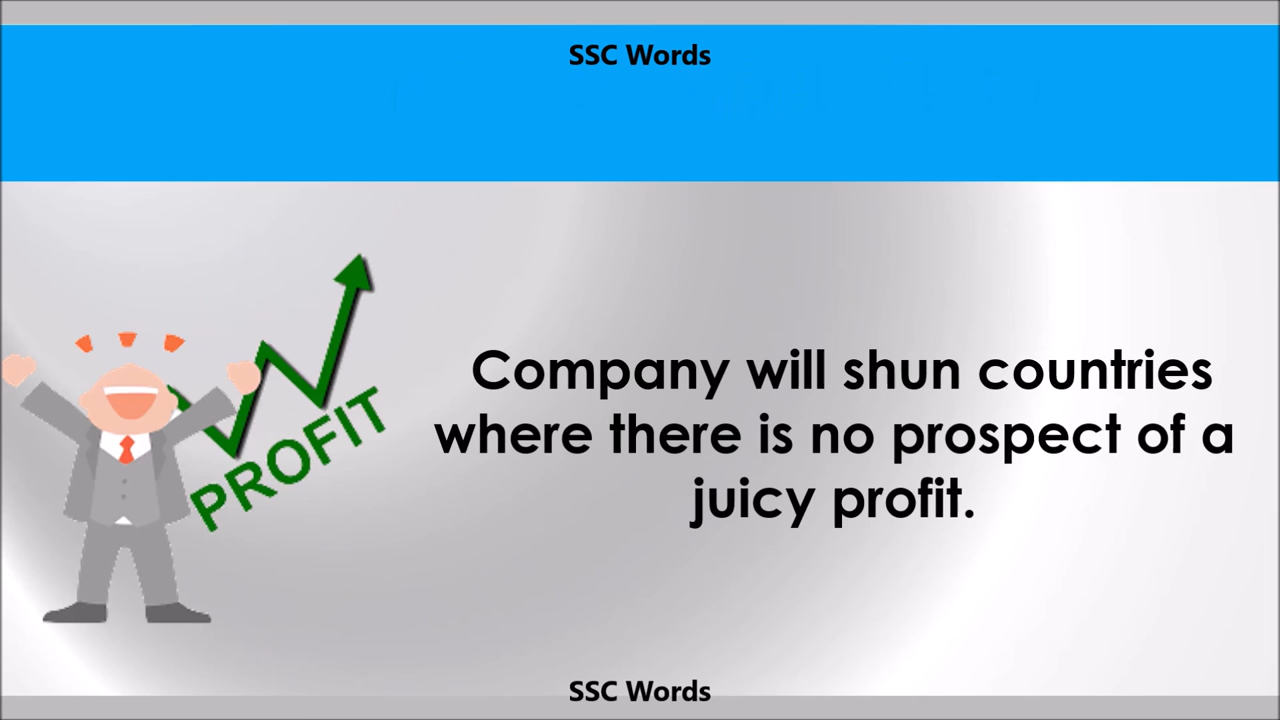 SSC Words
PROFIT
Company will shun countries
where there is no prospect of a
juicy profit.
SSC Words